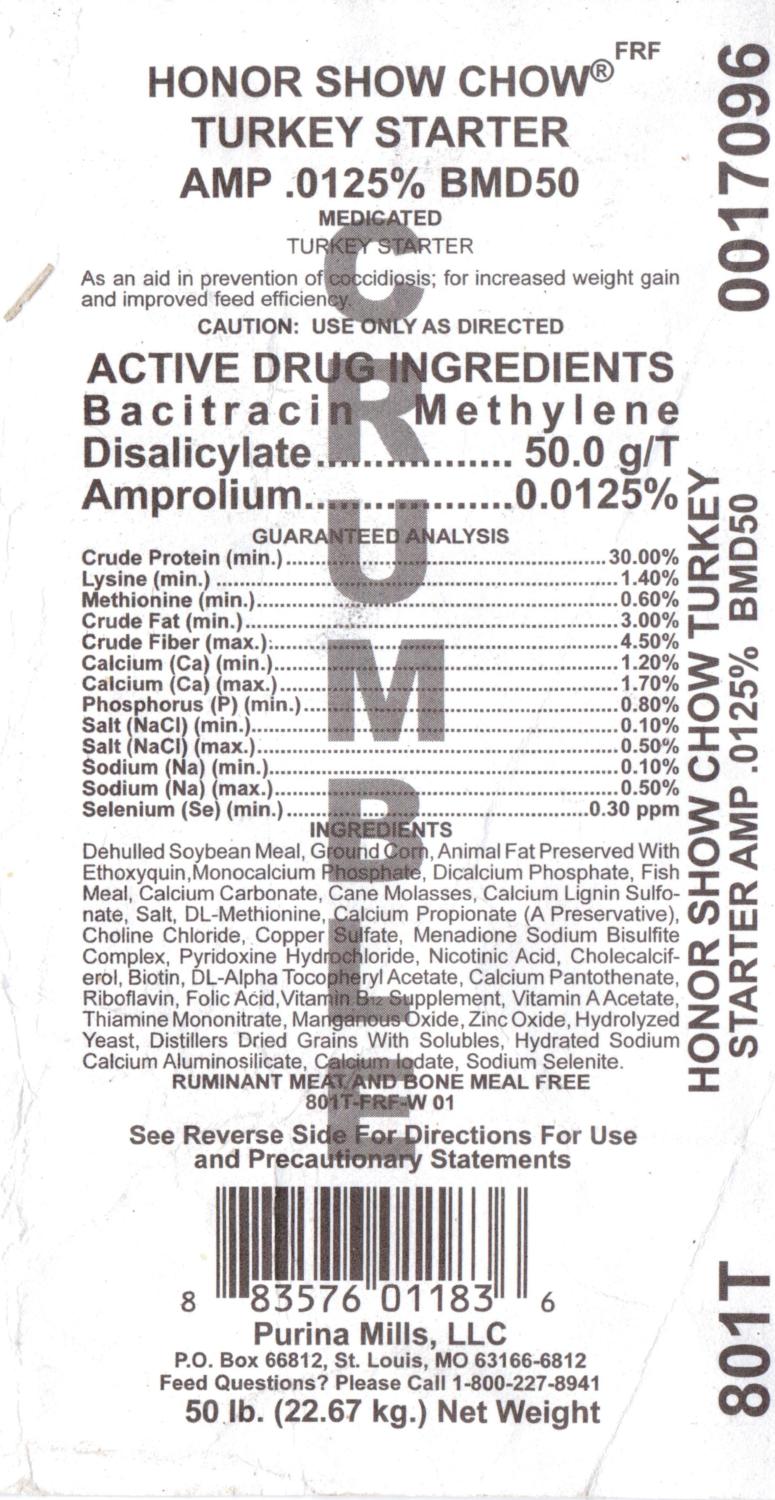 HONOR SHOW CHOW® FRF
TURKEY STARTER
AMP .0125% BMD50
MEDICATED
TURKEY STARTER
As an aid in prevention of coccidiosis; for increased weight gain
and improved feed efficiency.
CAUTION: USE ONLY AS DIRECTED
ACTIVE DRUG INGREDIENTS
Bacitracin Methylene
Disalicylate.................. 50.0 g/T
Amprolium...................0.0125%
GUARANTEED ANALYSIS
Crude Protein (min.)....................30.00%
Lysine (min.)....................1.40%
Methionine (min.)....................0.60%
Crude Fat (min.)....................3.00%
Crude Fiber (max.)....................4.50%
Calcium (Ca) (min.)....................1.20%
Calcium (Ca) (max.)....................1.70%
Phosphorus (P) (min.)....................0.80%
Salt (NaCl) (min.)....................0.10%
Salt (NaCl) (max.)....................0.50%
Sodium (Na) (min.)....................0.10%
Sodium (Na) (max.)....................0.50%
Selenium (Se) (min.)....................0.30 ppm
INGREDIENTS
Dehulled Soybean Meal, Ground Corn, Animal Fat Preserved With
Ethoxyquin,Monocalcium Phosphate, Dicalcium Phosphate, Fish
Meal, Calcium Carbonate, Cane Molasses, Calcium Lignin Sulfo-
nate, Salt, DL-Methionine, Calcium Propionate (A Preservative),
Choline Chloride, Copper Sulfate, Menadione Sodium Bisulfite
Complex, Pyridoxine Hydrochloride, Nicotinic Acid, Cholecalcif-
erol, Biotin, DL-Alpha Tocopheryl Acetate, Calcium Pantothenate,
Riboflavin, Folic Acid,Vitamin Supplement, Vitamin A Acetate,
Thiamine Mononitrate, Manganous Oxide, Zinc Oxide, Hydrolyzed
Yeast, Distillers Dried Grains With Solubles, Hydrated Sodium
Calcium Aluminosilicate, Calcium Iodate, Sodium Selenite.
RUMINANT MEAT AND BONE MEAL FREE
801T-FRF-W 01
See Reverse Side For Directions For Use
and Precautionary Statements
8 83576 01183 6
Purina Mills, LLC
P.O. Box 66812, St. Louis, MO 63166-6812
Feed Questions? Please Call 1-800-227-8941
50 lb. (22.67 kg.) Net Weight
CRUMBLE
0017096
HONOR SHOW CHOW TURKEY
STARTER AMP .0125% BMD50
801T